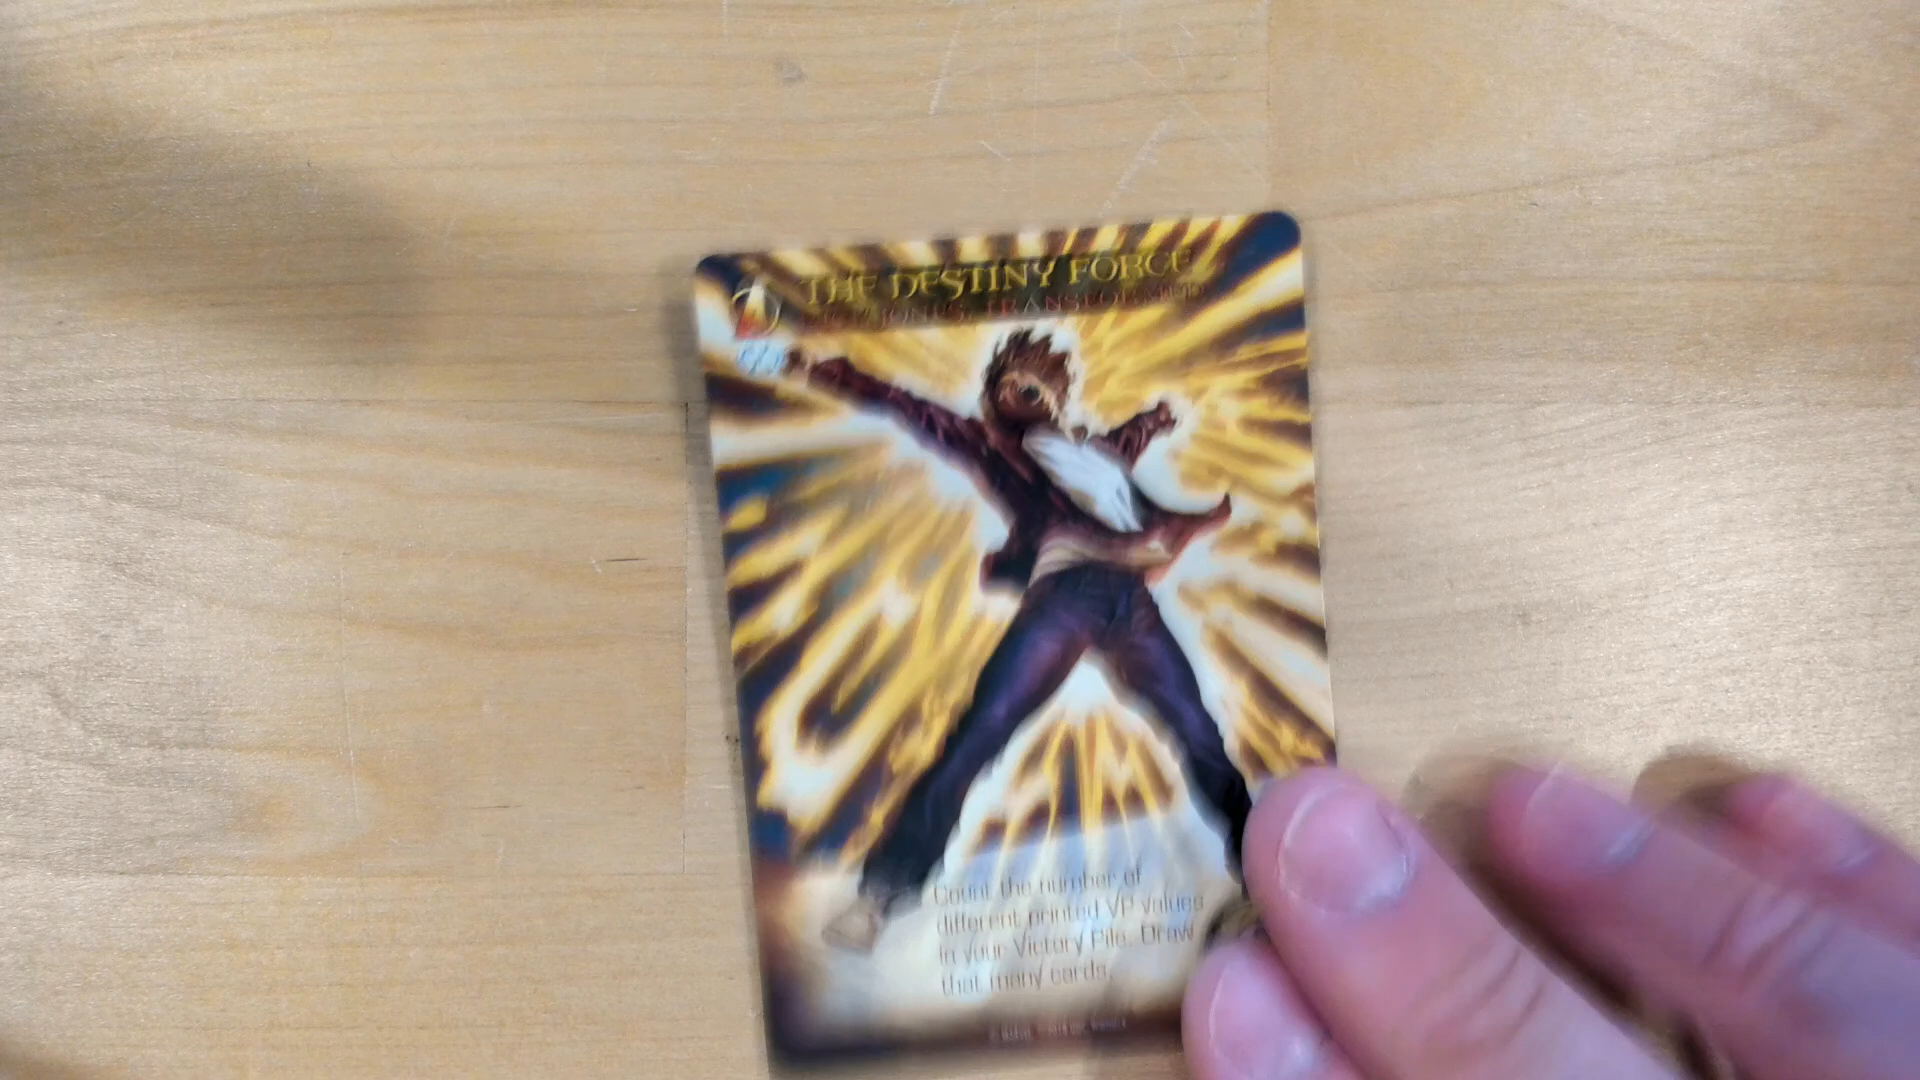 THE DESTINY FORCE
Count the number of
different printed VP values
in your Victory Pile. Draw
that many cards.